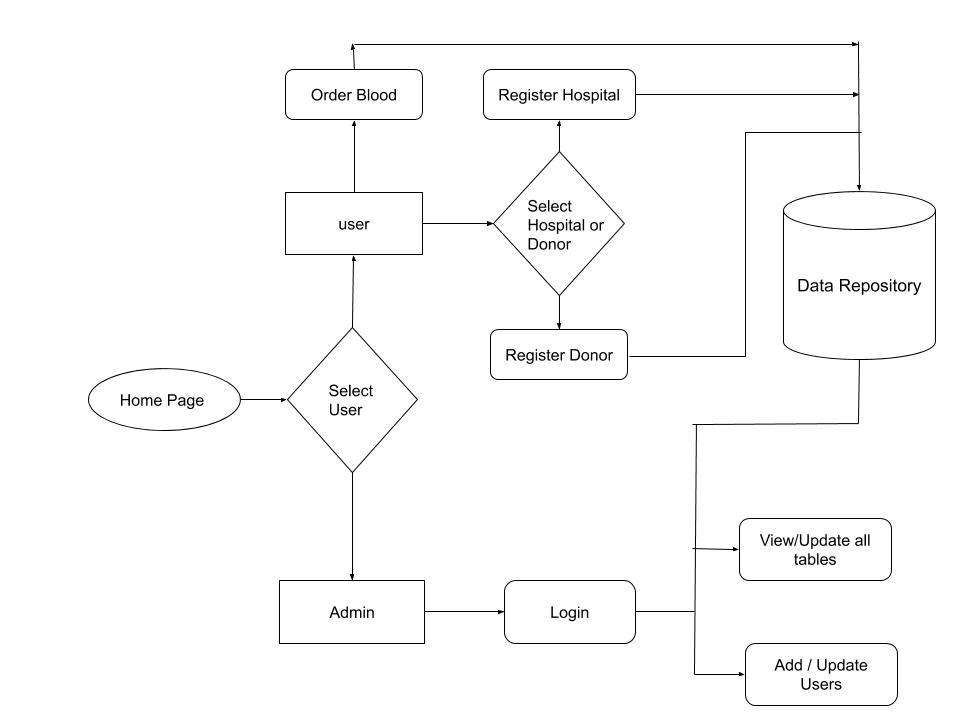 Order Blood
Register Hospital
user
Select
Hospital or
Donor
Data Repository
Register Donor
Home Page
Select
User
View/Update all
tables
Admin
Login
Add / Update
Users